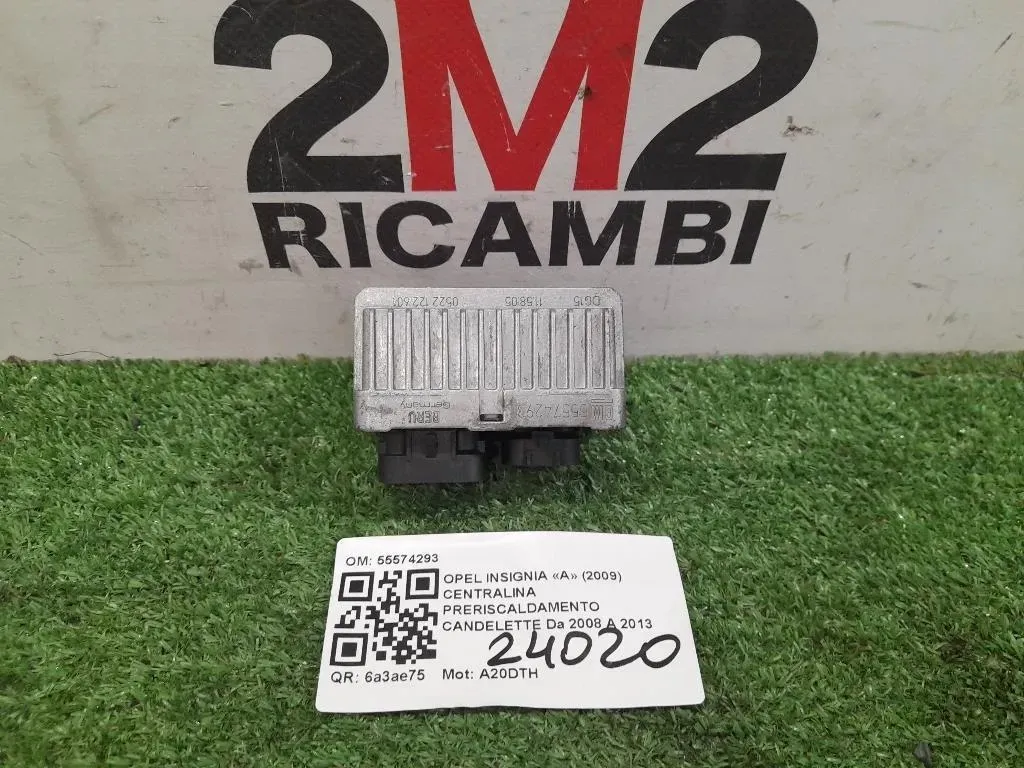 2M2
RICAMBI
DG15 11.58.05 0522 122 601
GM 55574293
BERU
Germany
OM: 55574293
OPEL INSIGNIA «A» (2009)
CENTRALINA
PRERISCALDAMENTO
CANDELETTE Da 2008 A 2013
24020
QR: 6a3ae75 Mot: A20DTH